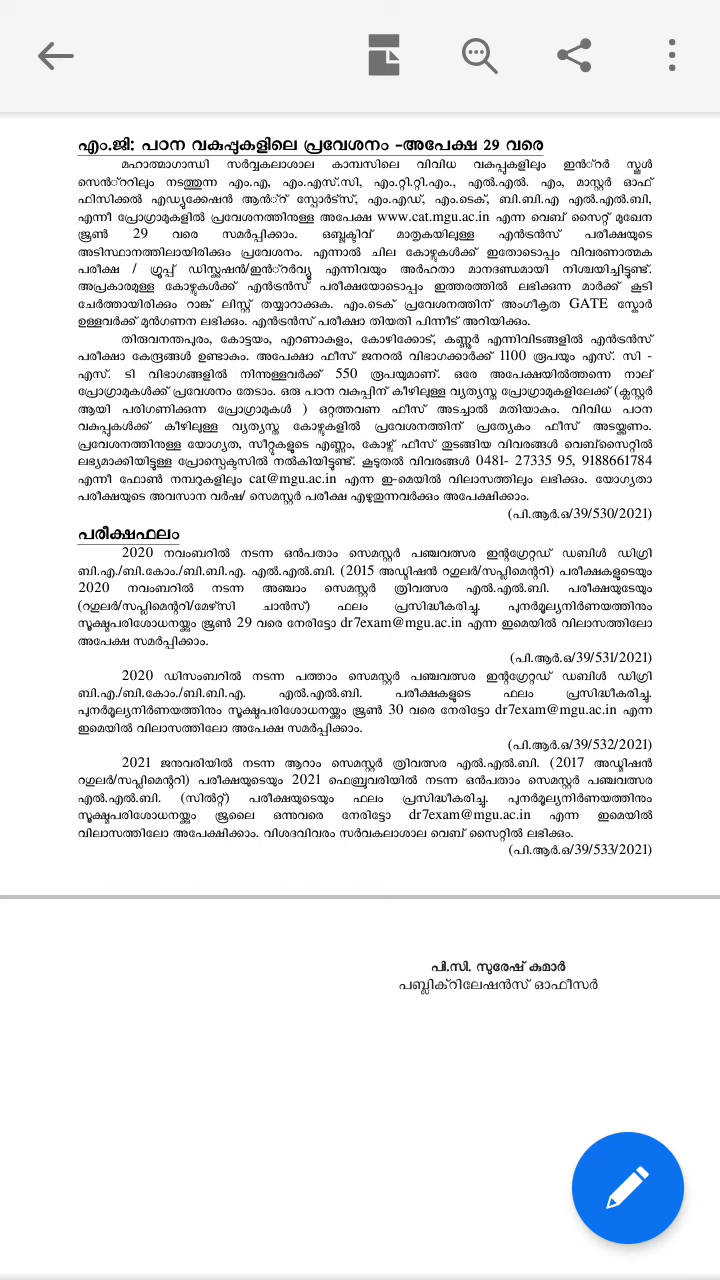 എം.ജി: പഠന വകുപ്പുകളിലെ പ്രവേശനം -അപേക്ഷ 29 വരെ
മഹാത്മാഗാന്ധി സർവ്വകലാശാല കാമ്പസിലെ വിവിധ വകുപ്പുകളിലും ഇൻ്റർ സ്കൂൾ
സെൻ്ററിലും നടത്തുന്ന എം.എ, എം.എസ്.സി, എം.റ്റി.റ്റി.എം., എൽ.എൽ. എം, മാസ്റ്റർ ഓഫ്
ഫിസിക്കൽ എഡ്യൂക്കേഷൻ ആൻ്റ് സ്പോർട്സ്, എം.എഡ്, എം.ടെക്, ബി.ബി.എ എൽ.എൽ.ബി,
എന്നീ പ്രോഗ്രാമുകളിൽ പ്രവേശനത്തിനുള്ള അപേക്ഷ www.cat.mgu.ac.in എന്ന വെബ് സൈറ്റ് മുഖേന
ജൂൺ 29 വരെ സമർപ്പിക്കാം. ഒബ്ജക്ടിവ് മാതൃകയിലുള്ള എൻട്രൻസ് പരീക്ഷയുടെ
അടിസ്ഥാനത്തിലായിരിക്കും പ്രവേശനം. എന്നാൽ ചില കോഴ്സുകൾക്ക് ഇതോടൊപ്പം വിവരണാത്മക
പരീക്ഷ / ഗ്രൂപ്പ് ഡിസ്ക്കഷൻ/ഇൻ്റർവ്യൂ എന്നിവയും അർഹതാ മാനദണ്ഡമായി നിശ്ചയിച്ചിട്ടുണ്ട്.
അപ്രകാരമുള്ള കോഴ്സുകൾക്ക് എൻട്രൻസ് പരീക്ഷയോടൊപ്പം ഇത്തരത്തിൽ ലഭിക്കുന്ന മാർക്ക് കൂടി
ചേർത്തായിരിക്കും റാങ്ക് ലിസ്റ്റ് തയ്യാറാക്കുക. എം.ടെക് പ്രവേശനത്തിന് അംഗീകൃത GATE സ്കോർ
ഉള്ളവർക്ക് മുൻഗണന ലഭിക്കും. എൻട്രൻസ് പരീക്ഷാ തിയതി പിന്നീട് അറിയിക്കും.
തിരുവനന്തപുരം, കോട്ടയം, എറണാകുളം, കോഴിക്കോട്, കണ്ണൂർ എന്നിവിടങ്ങളിൽ എൻട്രൻസ്
പരീക്ഷാ കേന്ദ്രങ്ങൾ ഉണ്ടാകും. അപേക്ഷാ ഫീസ് ജനറൽ വിഭാഗക്കാർക്ക് 1100 രൂപയും എസ്. സി -
എസ്. ടി വിഭാഗങ്ങളിൽ നിന്നുള്ളവർക്ക് 550 രൂപയുമാണ്. ഒരേ അപേക്ഷയിൽത്തന്നെ നാല്
പ്രോഗ്രാമുകൾക്ക് പ്രവേശനം തേടാം. ഒരു പഠന വകുപ്പിന് കീഴിലുള്ള വ്യത്യസ്ത പ്രോഗ്രാമുകളിലേക്ക് (ക്ലസ്റ്റർ
ആയി പരിഗണിക്കുന്ന പ്രോഗ്രാമുകൾ ) ഒറ്റത്തവണ ഫീസ് അടച്ചാൽ മതിയാകും. വിവിധ പഠന
വകുപ്പുകൾക്ക് കീഴിലുള്ള വ്യത്യസ്ത കോഴ്സുകളിൽ പ്രവേശനത്തിന് പ്രത്യേകം ഫീസ് അടയ്ക്കണം.
പ്രവേശനത്തിനുള്ള യോഗ്യത, സീറ്റുകളുടെ എണ്ണം, കോഴ്സ് ഫീസ് തുടങ്ങിയ വിവരങ്ങൾ വെബ്സൈറ്റിൽ
ലഭ്യമാക്കിയിട്ടുള്ള പ്രോസ്പെക്ടസിൽ നൽകിയിട്ടുണ്ട്. കൂടുതൽ വിവരങ്ങൾ 0481- 27335 95, 9188661784
എന്നീ ഫോൺ നമ്പറുകളിലും cat@mgu.ac.in എന്ന ഇ-മെയിൽ വിലാസത്തിലും ലഭിക്കും. യോഗ്യതാ
പരീക്ഷയുടെ അവസാന വർഷ/ സെമസ്റ്റർ പരീക്ഷ എഴുതുന്നവർക്കും അപേക്ഷിക്കാം.
(പി.ആർ.ഒ/39/530/2021)
പരീക്ഷഫലം
2020 നവംബറിൽ നടന്ന ഒൻപതാം സെമസ്റ്റർ പഞ്ചവത്സര ഇന്റഗ്രേറ്റഡ് ഡബിൾ ഡിഗ്രി
ബി.എ./ബി.കോം./ബി.ബി.എ. എൽ.എൽ.ബി. (2015 അഡ്മിഷൻ റഗുലർ/സപ്ലിമെന്ററി) പരീക്ഷകളുടെയും
2020 നവംബറിൽ നടന്ന അഞ്ചാം സെമസ്റ്റർ ത്രിവത്സര എൽ.എൽ.ബി. പരീക്ഷയുടേയും
(റഗുലർ/സപ്ലിമെന്ററി/മേഴ്സി ചാൻസ്) ഫലം പ്രസിദ്ധീകരിച്ചു. പുനർമൂല്യനിർണയത്തിനും
സൂക്ഷ്മപരിശോധനയ്ക്കും ജൂൺ 29 വരെ നേരിട്ടോ dr7exam@mgu.ac.in എന്ന ഇമെയിൽ വിലാസത്തിലോ
അപേക്ഷ സമർപ്പിക്കാം.
(പി.ആർ.ഒ/39/531/2021)
2020 ഡിസംബറിൽ നടന്ന പത്താം സെമസ്റ്റർ പഞ്ചവത്സര ഇന്റഗ്രേറ്റഡ് ഡബിൾ ഡിഗ്രി
ബി.എ./ബി.കോം./ബി.ബി.എ. എൽ.എൽ.ബി. പരീക്ഷകളുടെ ഫലം പ്രസിദ്ധീകരിച്ചു.
പുനർമൂല്യനിർണയത്തിനും സൂക്ഷ്മപരിശോധനയ്ക്കും ജൂൺ 30 വരെ നേരിട്ടോ dr7exam@mgu.ac.in എന്ന
ഇമെയിൽ വിലാസത്തിലോ അപേക്ഷ സമർപ്പിക്കാം.
(പി.ആർ.ഒ/39/532/2021)
2021 ജനുവരിയിൽ നടന്ന ആറാം സെമസ്റ്റർ ത്രിവത്സര എൽ.എൽ.ബി. (2017 അഡ്മിഷൻ
റഗുലർ/സപ്ലിമെന്ററി) പരീക്ഷയുടെയും 2021 ഫെബ്രുവരിയിൽ നടന്ന ഒൻപതാം സെമസ്റ്റർ പഞ്ചവത്സര
എൽ.എൽ.ബി. (സിൽറ്റ്) പരീക്ഷയുടെയും ഫലം പ്രസിദ്ധീകരിച്ചു. പുനർമൂല്യനിർണയത്തിനും
സൂക്ഷ്മപരിശോധനയ്ക്കും ജൂലൈ ഒന്നുവരെ നേരിട്ടോ dr7exam@mgu.ac.in എന്ന ഇമെയിൽ
വിലാസത്തിലോ അപേക്ഷിക്കാം. വിശദവിവരം സർവകലാശാല വെബ് സൈറ്റിൽ ലഭിക്കും.
(പി.ആർ.ഒ/39/533/2021)
പി.സി. സുരേഷ് കുമാർ
പബ്ലിക്റിലേഷൻസ് ഓഫീസർ